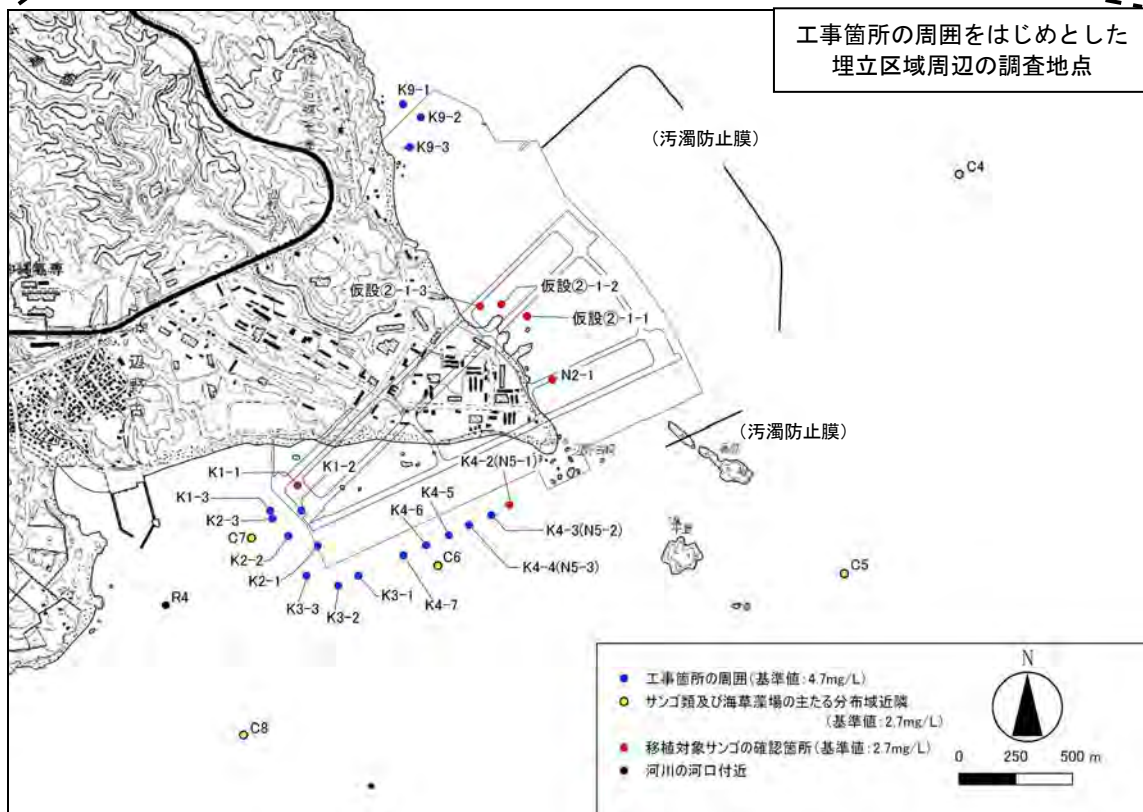 工事箇所の周囲をはじめとした
埋立区域周辺の調査地点
K9-1
K9-2
K9-3
(汚濁防止膜)
C4
仮設②-1-3
仮設②-1-2
仮設②-1-1
N2-1
(汚濁防止膜)
K1-1
K1-2
K4-2(N5-1)
K1-3
K4-5
K2-3
K4-6
K4-3(N5-2)
C7
K2-2
C6
K4-4(N5-3)
C5
K2-1
K3-1
K4-7
R4
K3-3
K3-2
C8
工事箇所の周囲(基準値:4.7mg/L)
サンゴ類及び海草藻場の主たる分布域近隣
(基準値:2.7mg/L)
移植対象サンゴの確認箇所(基準値:2.7mg/L)
河川の河口付近
N
0 250 500 m